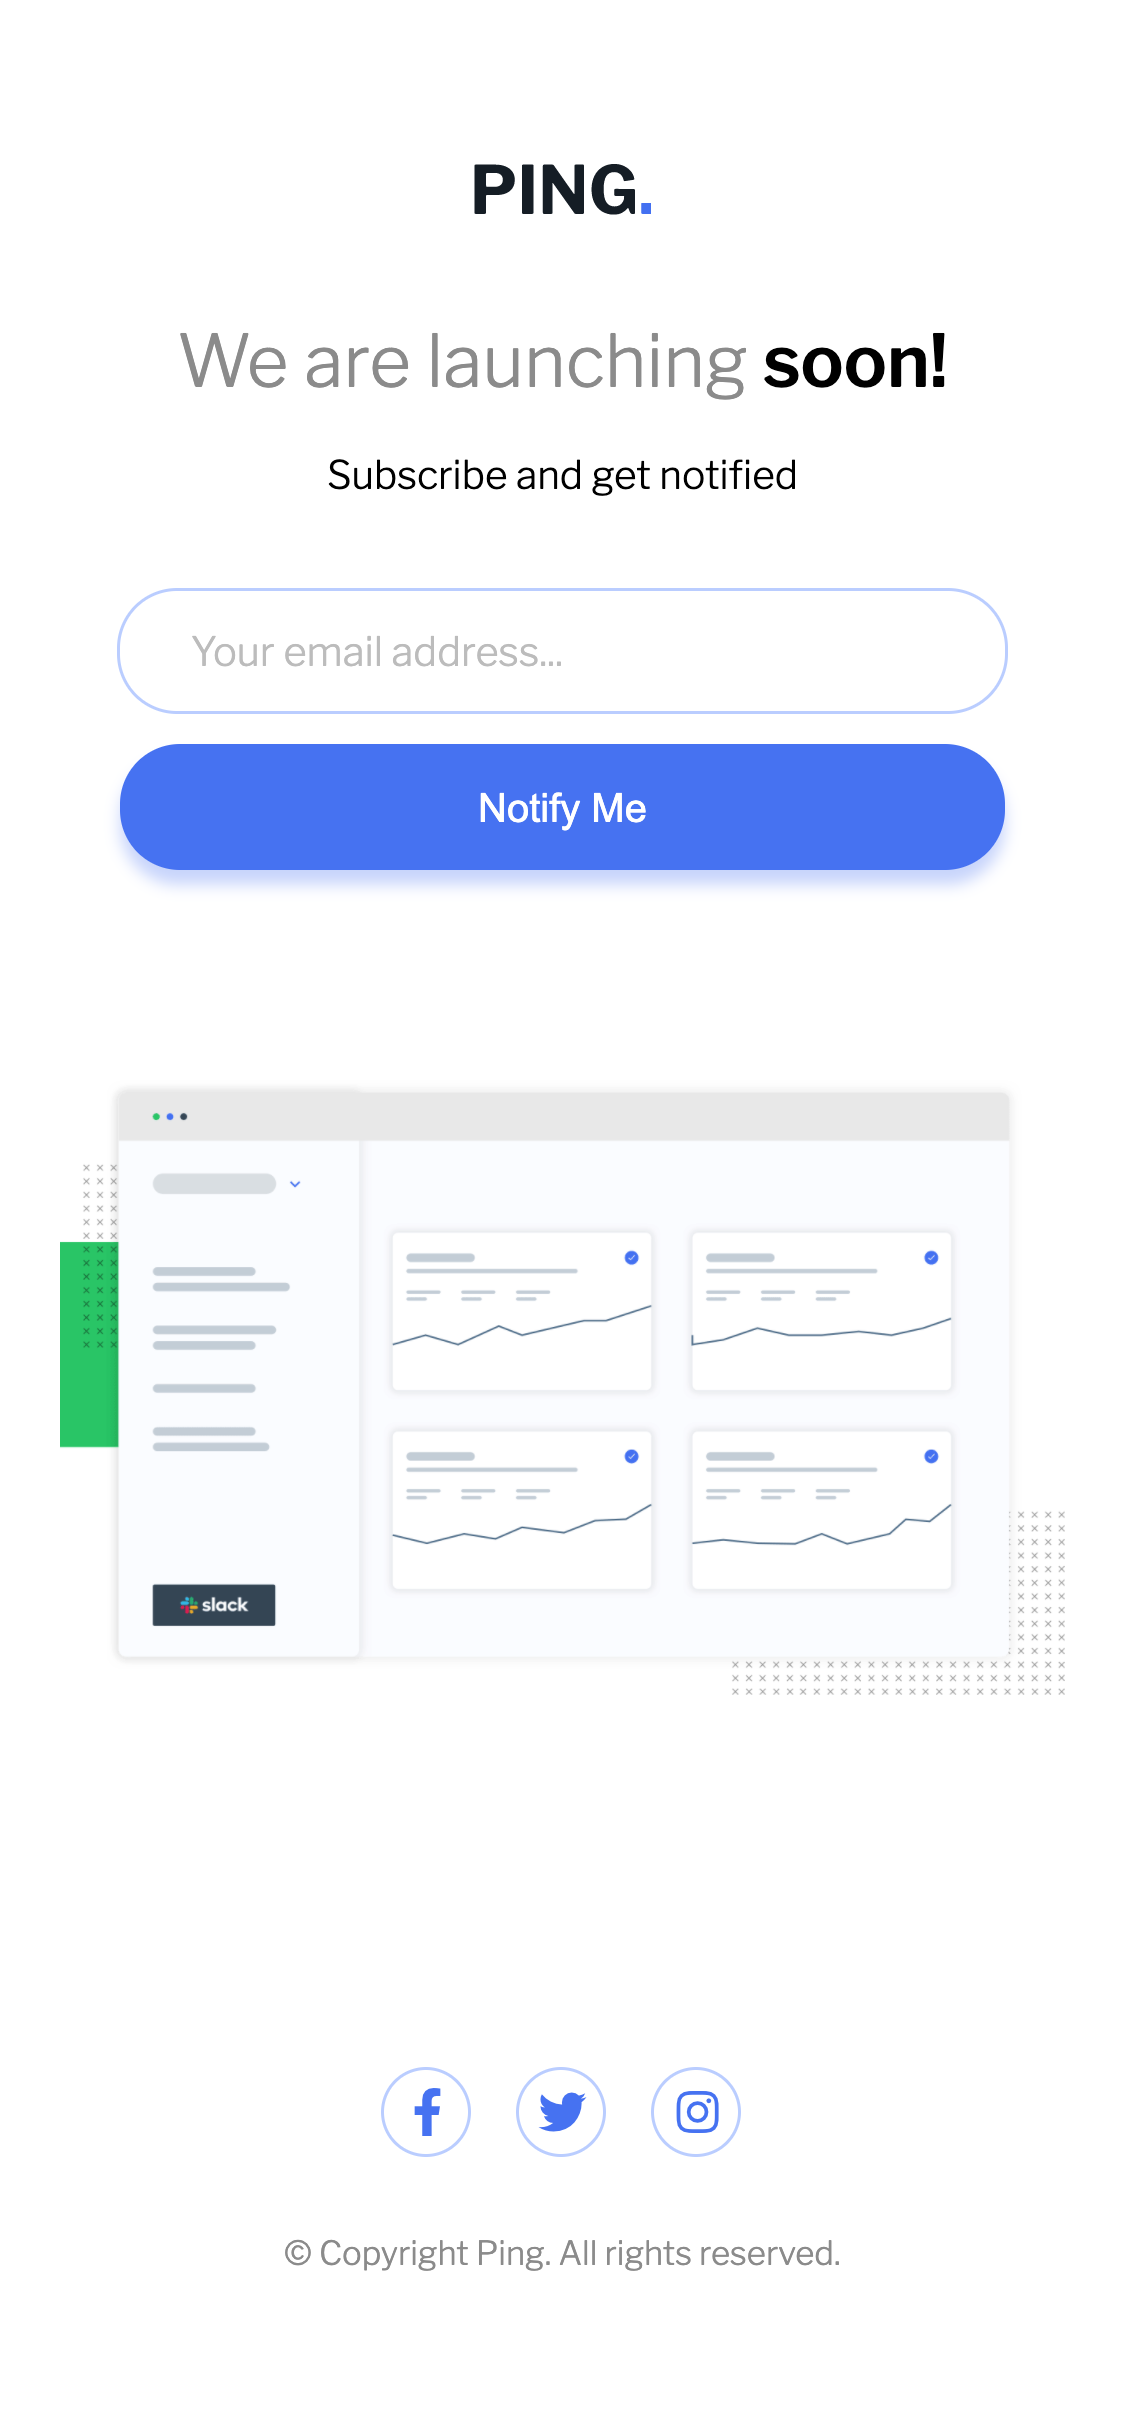 PING.
We are launching soon!
Subscribe and get notified
Your email address...
Notify Me
slack
© Copyright Ping. All rights reserved.